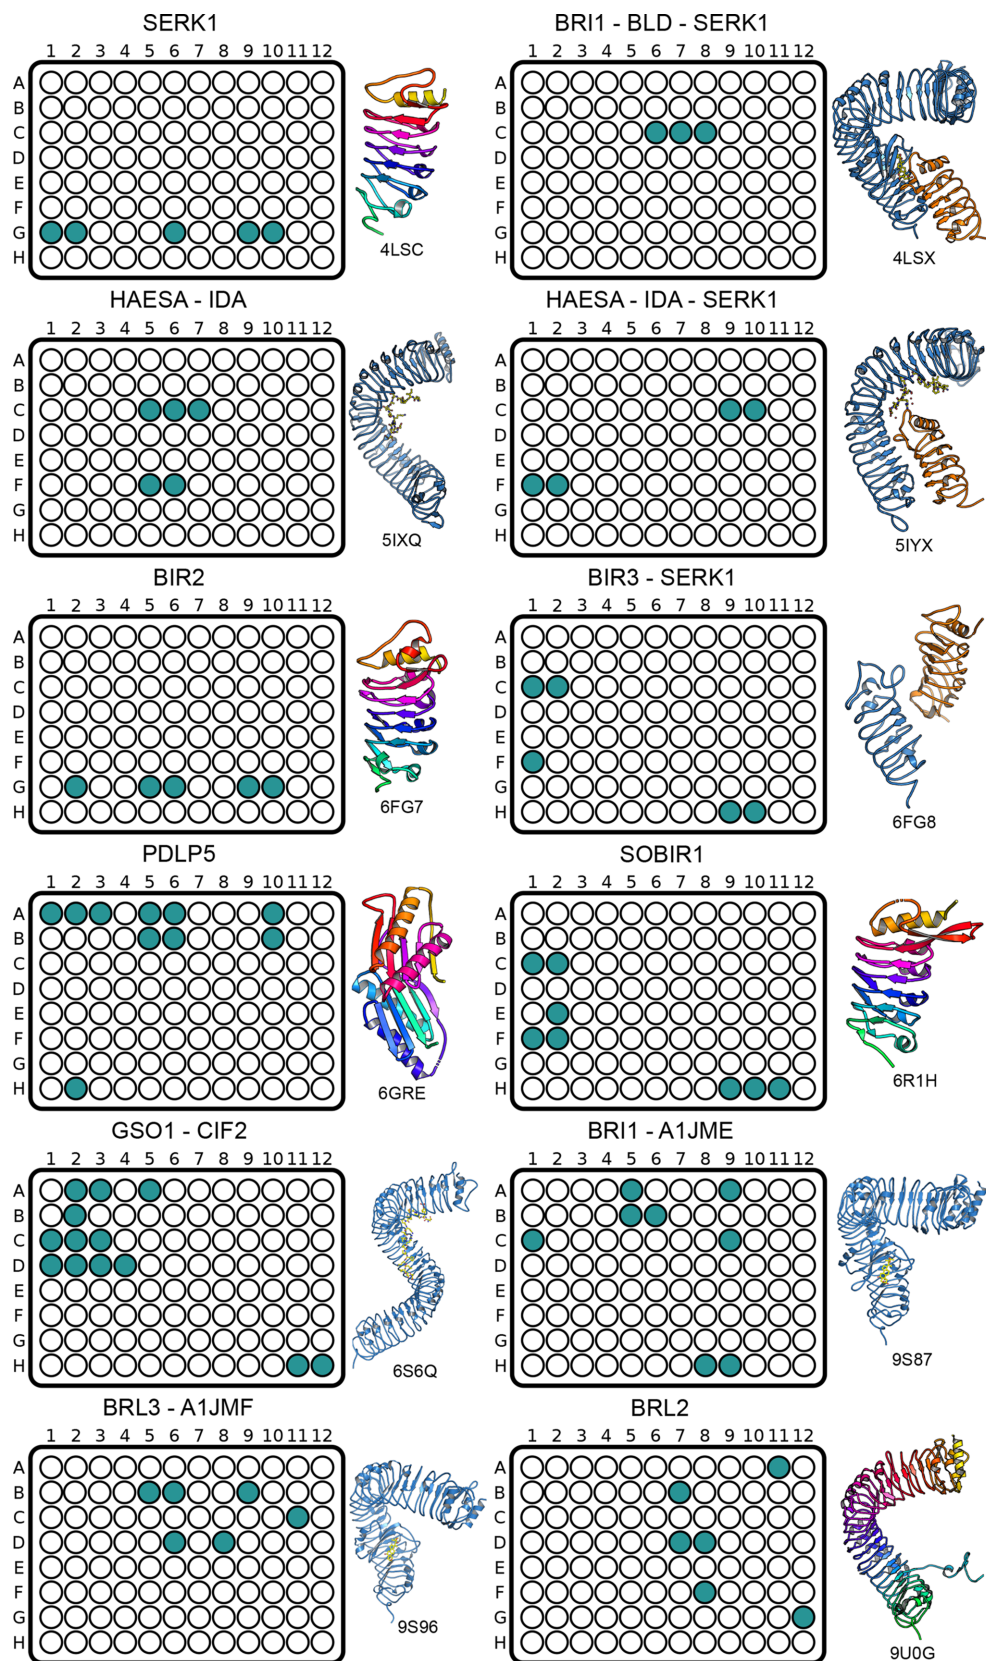 SERK1
1 2 3 4 5 6 7 8 9 10 11 12
A
B
C
D
E
F
G
H
4LSC
BRI1 - BLD - SERK1
1 2 3 4 5 6 7 8 9 10 11 12
A
B
C
D
E
F
G
H
4LSX
HAESA - IDA
1 2 3 4 5 6 7 8 9 10 11 12
A
B
C
D
E
F
G
H
5IXQ
HAESA - IDA - SERK1
1 2 3 4 5 6 7 8 9 10 11 12
A
B
C
D
E
F
G
H
5IYX
BIR2
1 2 3 4 5 6 7 8 9 10 11 12
A
B
C
D
E
F
G
H
6FG7
BIR3 - SERK1
1 2 3 4 5 6 7 8 9 10 11 12
A
B
C
D
E
F
G
H
6FG8
PDLP5
1 2 3 4 5 6 7 8 9 10 11 12
A
B
C
D
E
F
G
H
6GRE
SOBIR1
1 2 3 4 5 6 7 8 9 10 11 12
A
B
C
D
E
F
G
H
6R1H
GSO1 - CIF2
1 2 3 4 5 6 7 8 9 10 11 12
A
B
C
D
E
F
G
H
6S6Q
BRI1 - A1JME
1 2 3 4 5 6 7 8 9 10 11 12
A
B
C
D
E
F
G
H
9S87
BRL3 - A1JMF
1 2 3 4 5 6 7 8 9 10 11 12
A
B
C
D
E
F
G
H
9S96
BRL2
1 2 3 4 5 6 7 8 9 10 11 12
A
B
C
D
E
F
G
H
9U0G